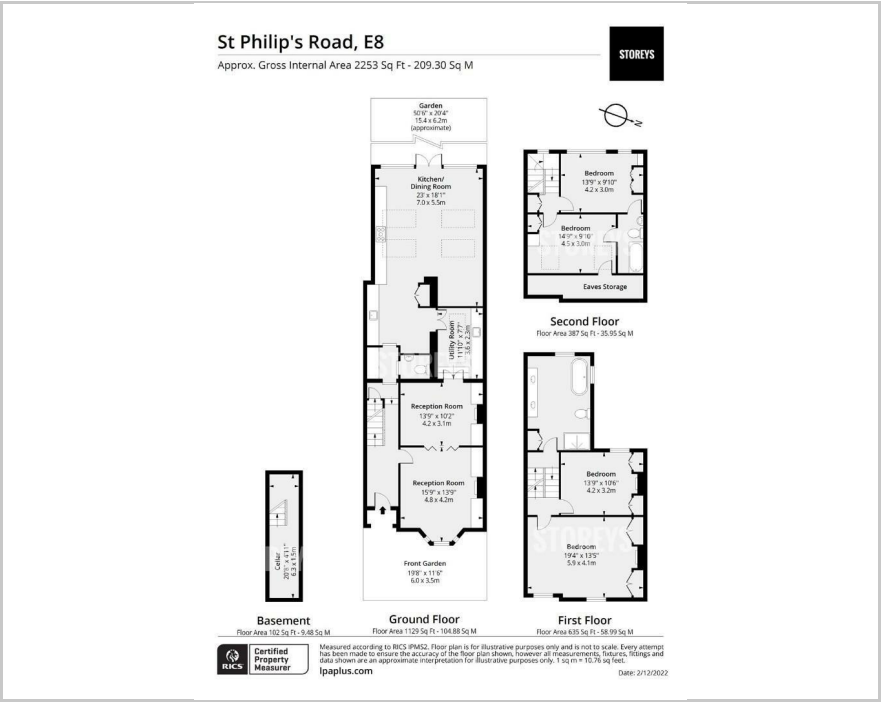 St Philip's Road, E8
Approx. Gross Internal Area 2253 Sq Ft - 209.30 Sq M
STOREYS
Garden
50'6" x 20'4"
15.4 x 6.2m
(approximate)
N
Kitchen/
Dining Room
23' x 18'1"
7.0 x 5.5m
Utility Room
11'10" x 7'7"
3.6 x 2.3m
Reception Room
13'9" x 10'2"
4.2 x 3.1m
Reception Room
15'9" x 13'9"
4.8 x 4.2m
Front Garden
19'8" x 11'6"
6.0 x 3.5m
Bedroom
13'9" x 9'10"
4.2 x 3.0m
Bedroom
14'9" x 9'10"
4.5 x 3.0m
Eaves Storage
Second Floor
Floor Area 387 Sq Ft - 35.95 Sq M
Bedroom
13'9" x 10'6"
4.2 x 3.2m
STOREYS
Bedroom
19'4" x 13'5"
5.9 x 4.1m
Cellar
20'8" x 4'11"
6.3 x 1.5m
Basement
Floor Area 102 Sq Ft - 9.48 Sq M
Ground Floor
Floor Area 1129 Sq Ft - 104.88 Sq M
First Floor
Floor Area 635 Sq Ft - 58.99 Sq M
RICS
Certified
Property
Measurer
Measured according to RICS IPMS2. Floor plan is for illustrative purposes only and is not to scale. Every attempt
has been made to ensure the accuracy of the floor plan shown, however all measurements, fixtures, fittings and
data shown are an approximate interpretation for illustrative purposes only. 1 sq m = 10.76 sq feet.
lpaplus.com
Date: 2/12/2022